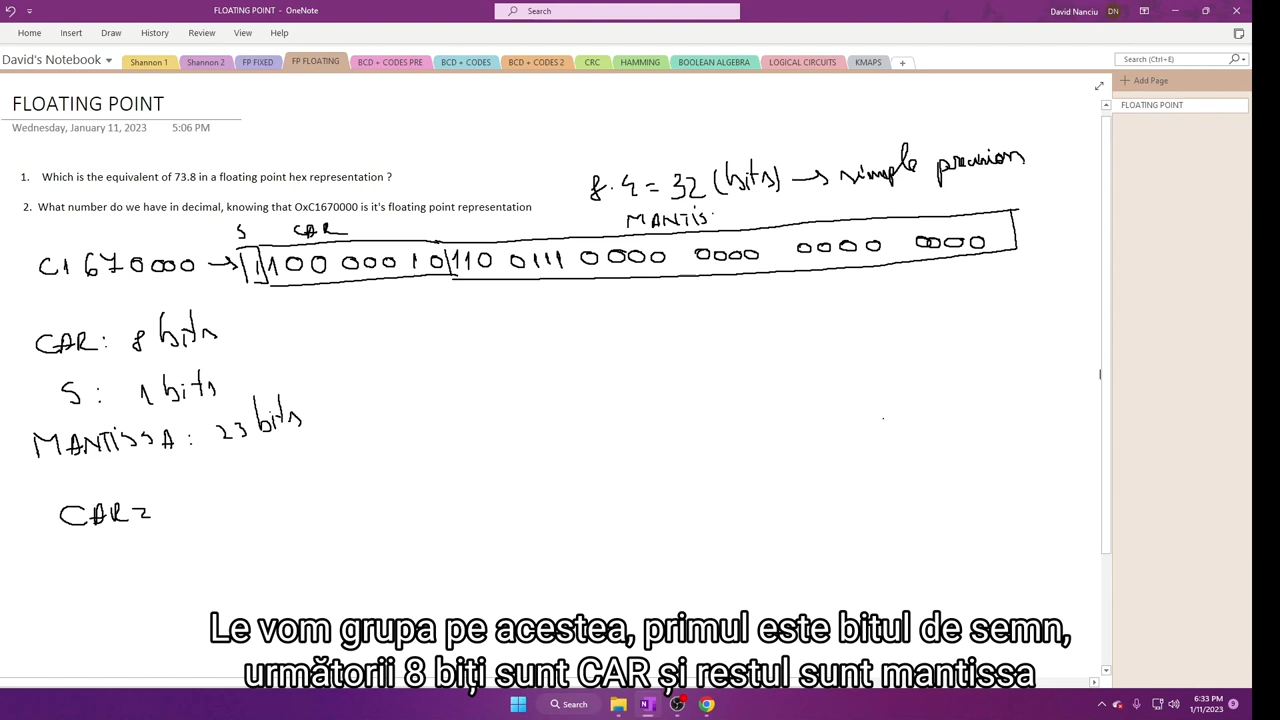 FLOATING POINT - OneNote
Search
David Nanciu DN
Home Insert Draw History Review View Help
David's Notebook
Shannon 1 Shannon 2 FP FIXED FP FLOATING BCD + CODES PRE BCD + CODES BCD + CODES 2 CRC HAMMING BOOLEAN ALGEBRA LOGICAL CIRCUITS KMAPS
Search (Ctrl+E)
Add Page
FLOATING POINT
FLOATING POINT
Wednesday, January 11, 2023 5:06 PM
1. Which is the equivalent of 73.8 in a floating point hex representation ?
8·4 = 32 (bits) → simple precision
2. What number do we have in decimal, knowing that OxC1670000 is it's floating point representation
S CAR MANTIS.
C1 670000 → 1 100 000 10 110 0111 0000 0000 0000 0000
CAR: 8 bits
S: 1 bits
MANTISSA: 23 bits
CAR =
Le vom grupa pe acestea, primul este bitul de semn,
următorii 8 biți sunt CAR și restul sunt mantissa
Search
6:33 PM
1/11/2023